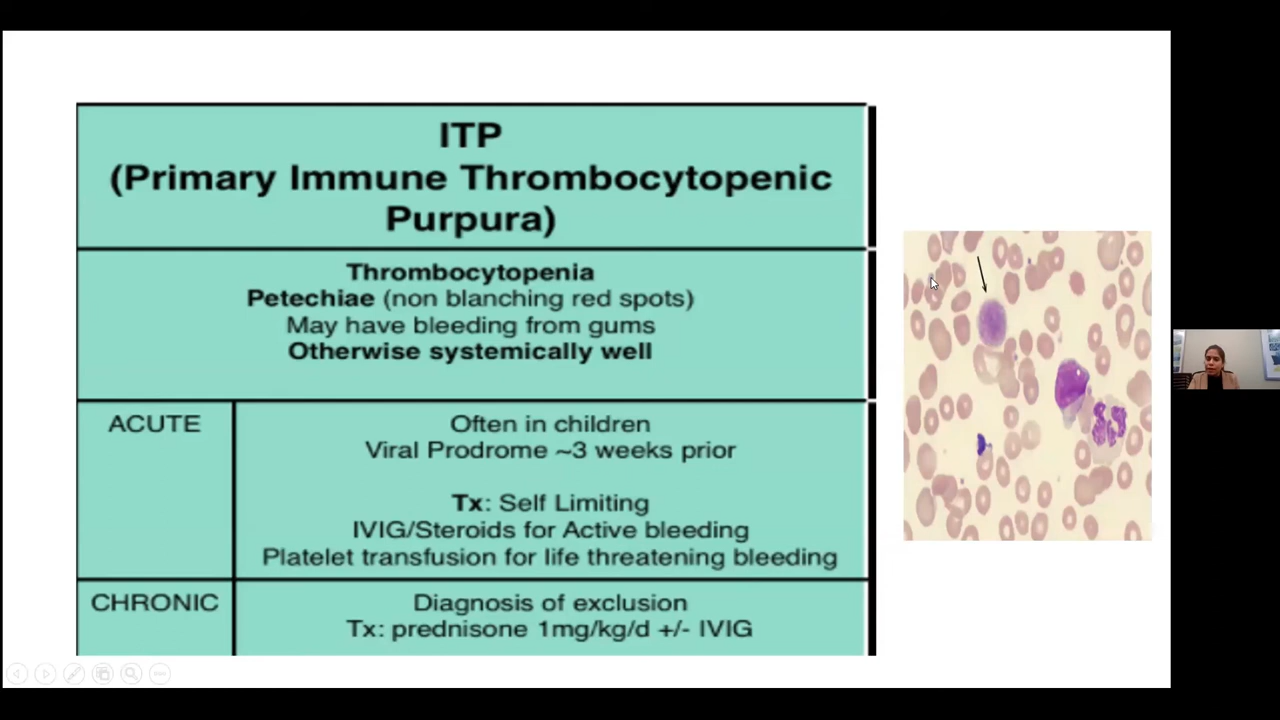 ITP
(Primary Immune Thrombocytopenic
Purpura)
Thrombocytopenia
Petechiae (non blanching red spots)
May have bleeding from gums
Otherwise systemically well
ACUTE
Often in children
Viral Prodrome ~3 weeks prior
Tx: Self Limiting
IVIG/Steroids for Active bleeding
Platelet transfusion for life threatening bleeding
CHRONIC
Diagnosis of exclusion
Tx: prednisone 1mg/kg/d +/- IVIG